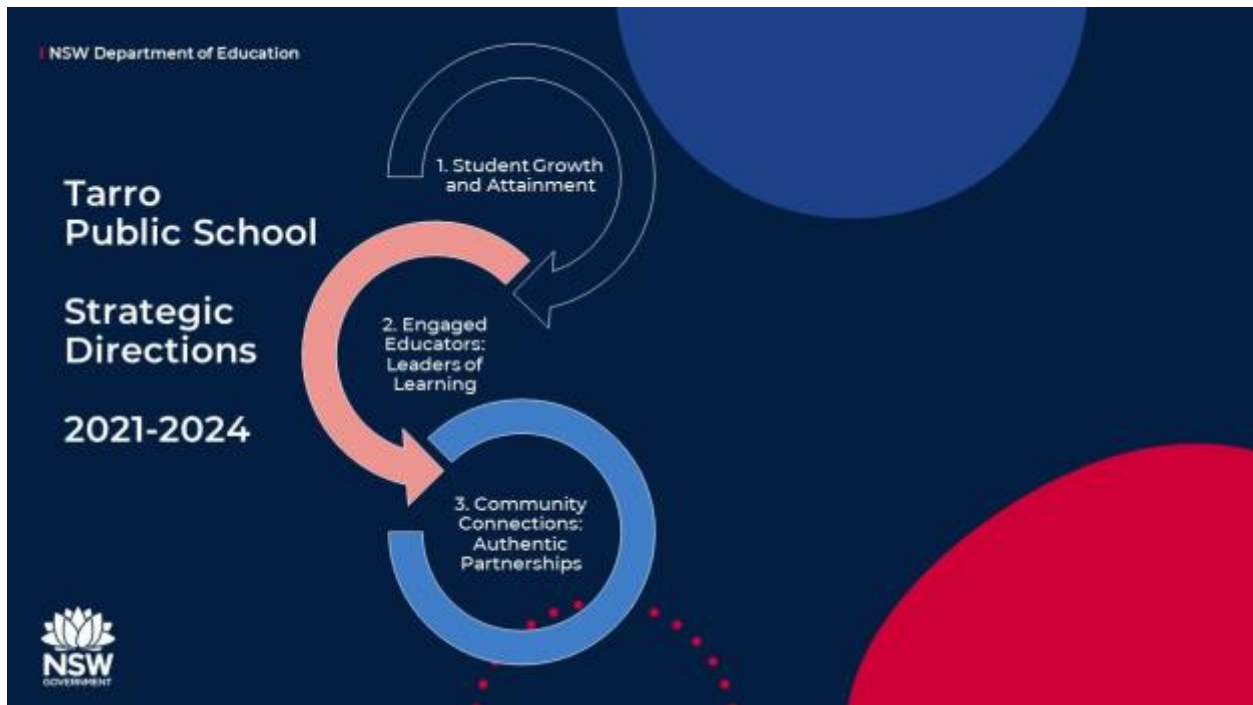 NSW Department of Education
Tarro
Public School
Strategic
Directions
2021-2024
1. Student Growth
and Attainment
2. Engaged
Educators:
Leaders of
Learning
3. Community
Connections:
Authentic
Partnerships
NSW
GOVERNMENT